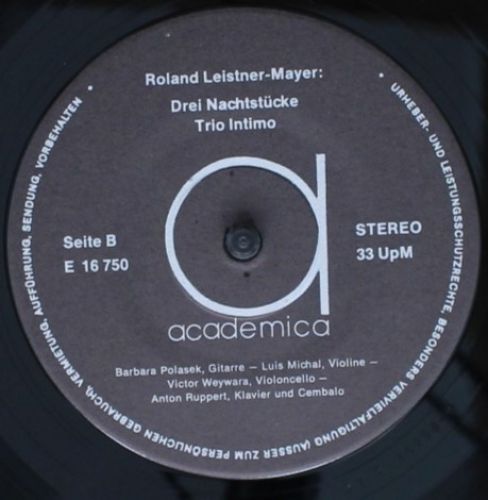 Roland Leistner-Mayer:
Drei Nachtstücke
Trio Intimo
a
Seite B
E 16 750
STEREO
33 UpM
academica
Barbara Polasek, Gitarre – Luis Michal, Violine –
Victor Weywara, Violoncello –
Anton Ruppert, Klavier und Cembalo
• URHEBER- UND LEISTUNGSSCHUTZRECHTE, BESONDERS VERVIELFÄLTIGUNG (AUSSER ZUM PERSÖNLICHEN GEBRAUCH), VERMIETUNG, AUFFÜHRUNG, SENDUNG, VORBEHALTEN •